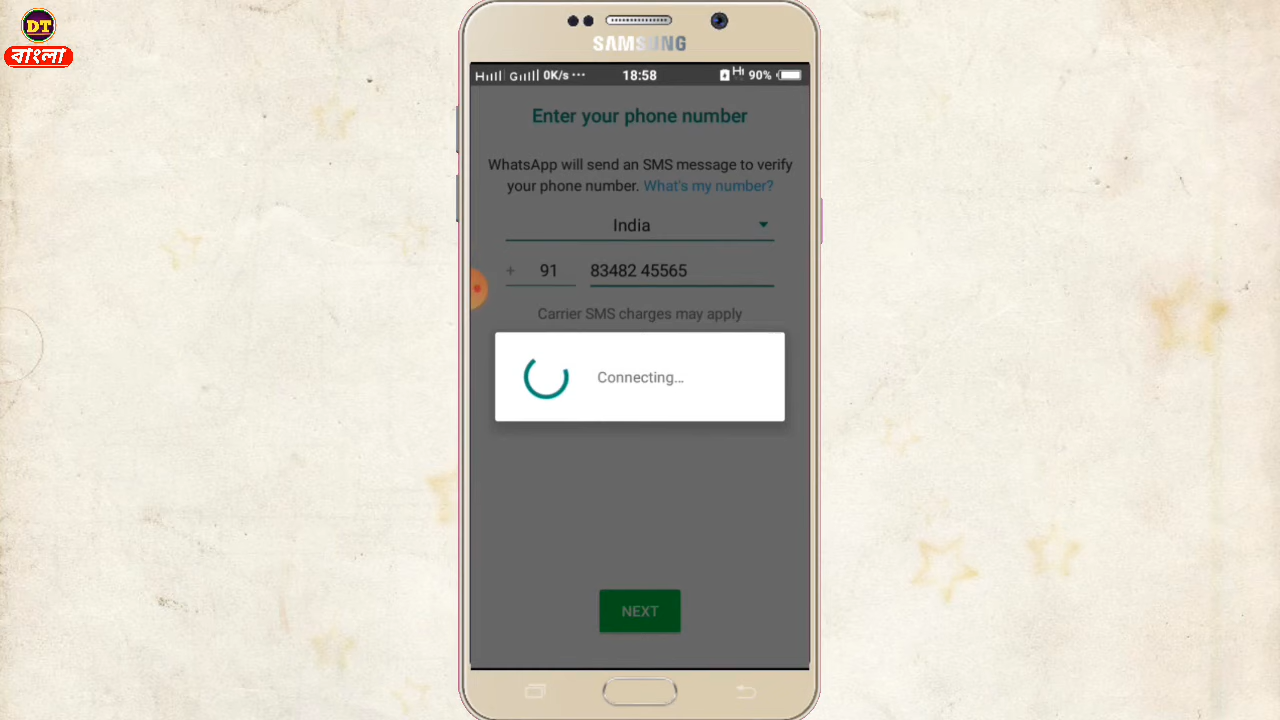 DT
বাংলা
SAMSUNG
0K/s ... 18:58 90%
Enter your phone number
WhatsApp will send an SMS message to verify
your phone number. What's my number?
India
+ 91 83482 45565
Carrier SMS charges may apply
Connecting...
NEXT